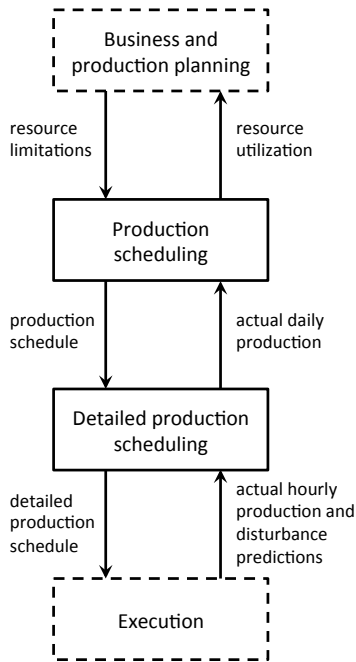 Business and
production planning
resource
limitations
resource
utilization
Production
scheduling
production
schedule
actual daily
production
Detailed production
scheduling
detailed
production
schedule
actual hourly
production and
disturbance
predictions
Execution